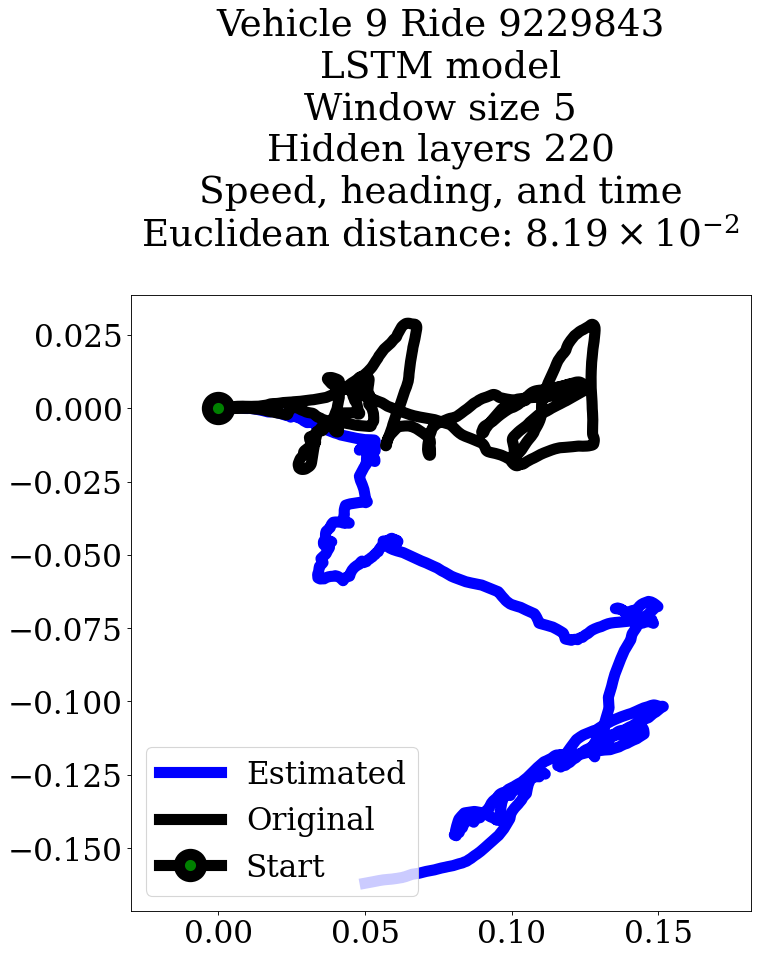 Vehicle 9 Ride 9229843
LSTM model
Window size 5
Hidden layers 220
Speed, heading, and time
Euclidean distance: 8.19 × 10⁻²
0.025
0.000
−0.025
−0.050
−0.075
−0.100
−0.125
−0.150
Estimated
Original
Start
0.00 0.05 0.10 0.15